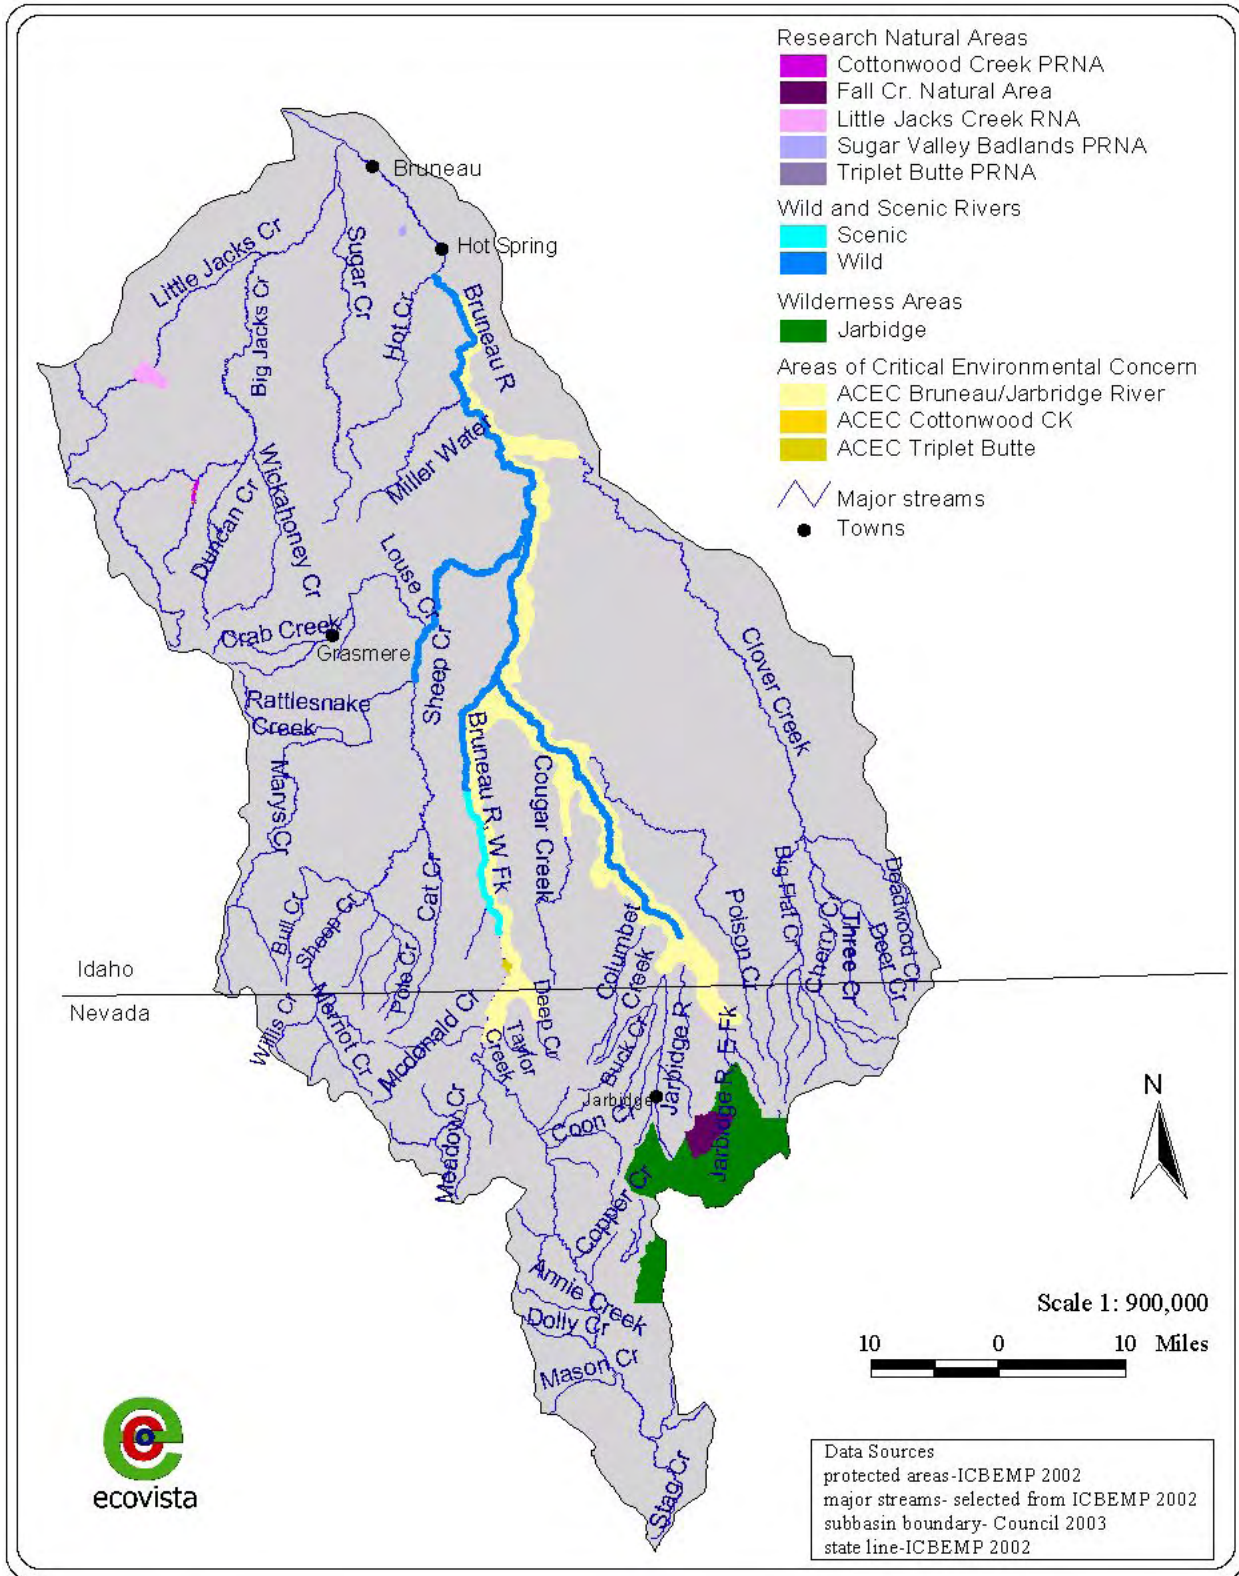 Research Natural Areas
Cottonwood Creek PRNA
Fall Cr. Natural Area
Little Jacks Creek RNA
Sugar Valley Badlands PRNA
Triplet Butte PRNA
Wild and Scenic Rivers
Scenic
Wild
Wilderness Areas
Jarbidge
Areas of Critical Environmental Concern
ACEC Bruneau/Jarbridge River
ACEC Cottonwood CK
ACEC Triplet Butte
Major streams
Towns
Bruneau
Hot Spring
Little Jacks Cr
Sugar Cr
Big Jacks Cr
Hot Cr
Bruneau R
Miller Water
Wickahoney Cr
Duncan Cr
Louse Cr
Crab Creek
Grasmere
Sheep Cr
Clover Creek
Rattlesnake
Creek
Marys Cr
Bruneau R, W Fk
Cougar Creek
Cat Cr
Bull Cr
Sheep Cr
Pole Cr
Columbet
Creek
Poison Cr
Big Flat Cr
Cherry Cr
Three Cr
Deer Cr
Deadwood Cr
Idaho
Nevada
Willis Cr
Merriot Cr
Mcdonald Cr
Taylor
Creek
Deep Cr
Buck Cr
Jarbidge R
Jarbidge R, E Fk
Jarbidge
Coon Cr
Meadow Cr
Copper Cr
Annie Creek
Dolly Cr
Mason Cr
Stag Cr
N
Scale 1: 900,000
10 0 10 Miles
ecovista
Data Sources
protected areas-ICBEMP 2002
major streams- selected from ICBEMP 2002
subbasin boundary- Council 2003
state line-ICBEMP 2002